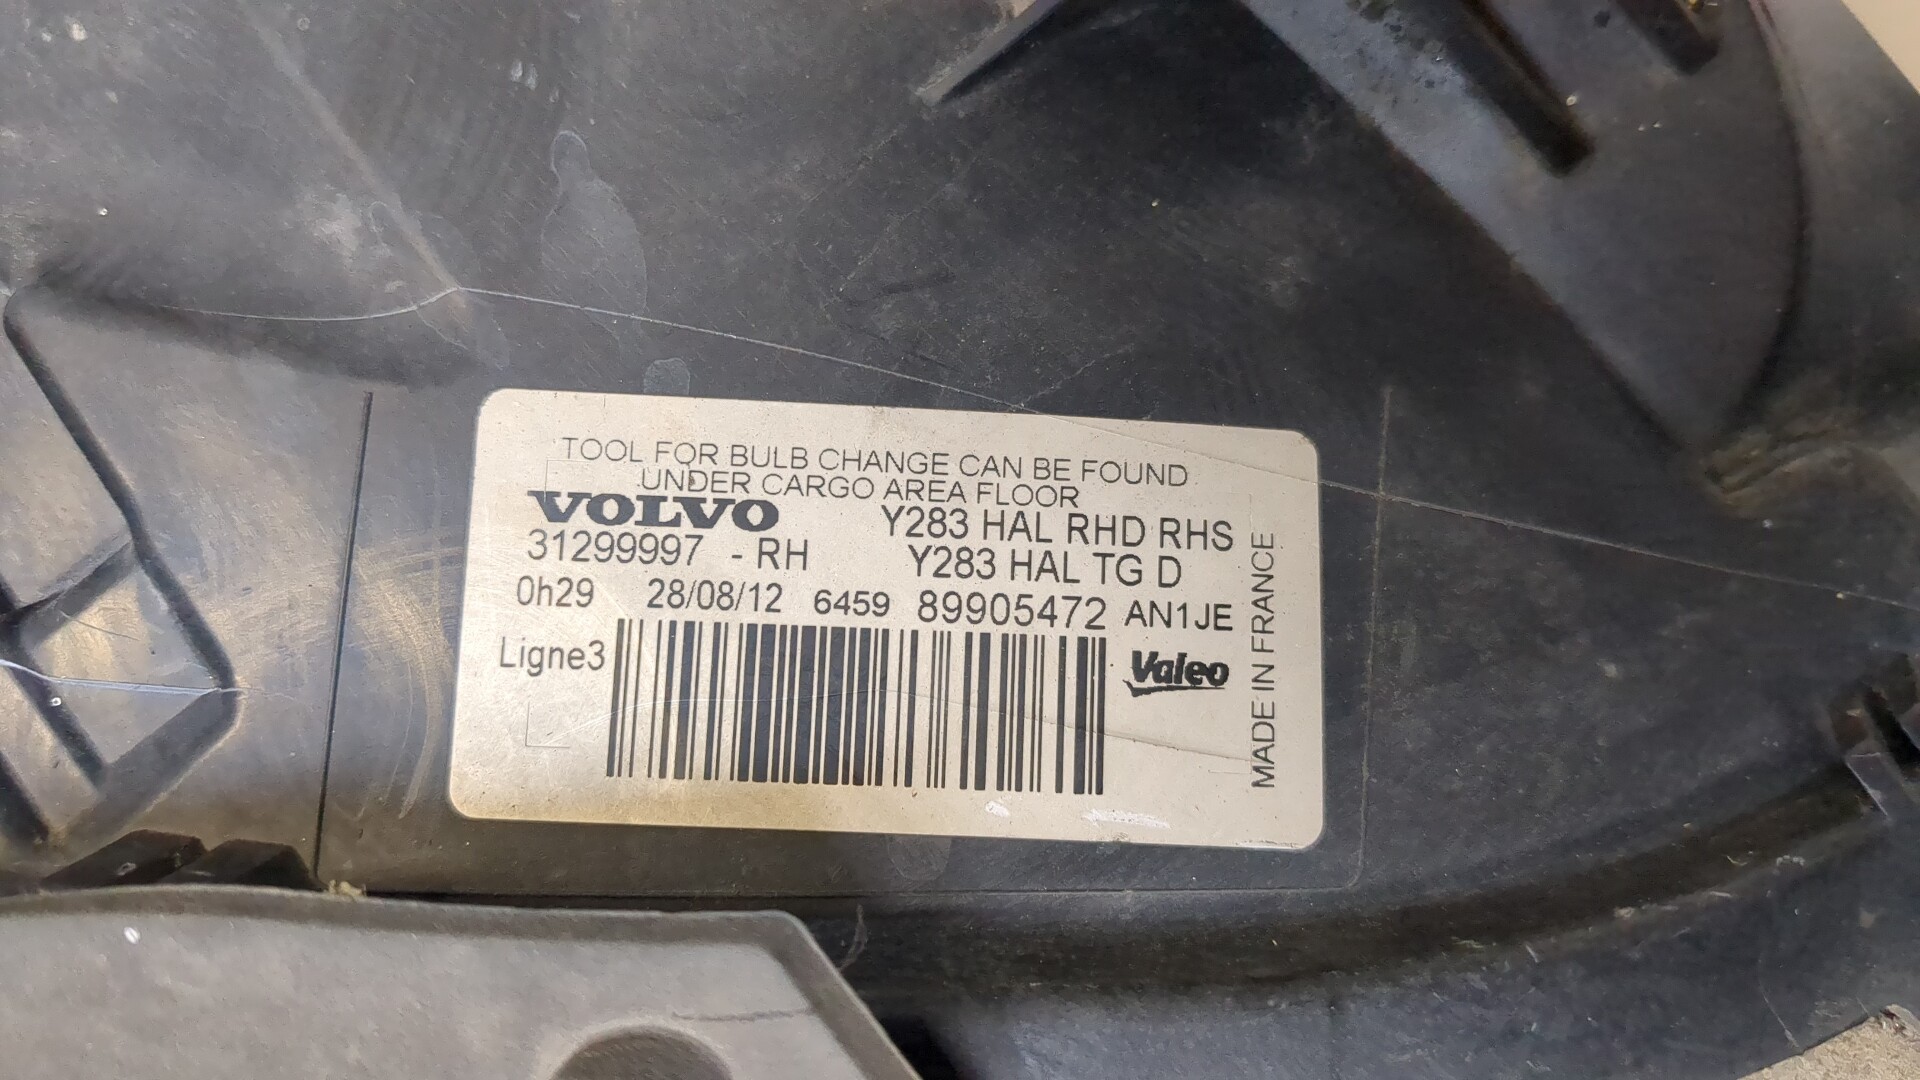 TOOL FOR BULB CHANGE CAN BE FOUND
UNDER CARGO AREA FLOOR
VOLVO Y283 HAL RHD RHS
31299997 - RH Y283 HAL TG D
0h29 28/08/12 6459 89905472 AN1JE
Ligne3
Valeo
MADE IN FRANCE